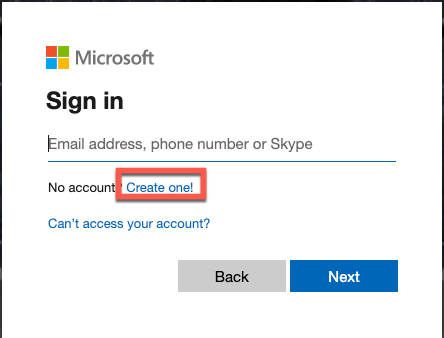 Microsoft
Sign in
Email address, phone number or Skype
No account? Create one!
Can't access your account?
Back
Next